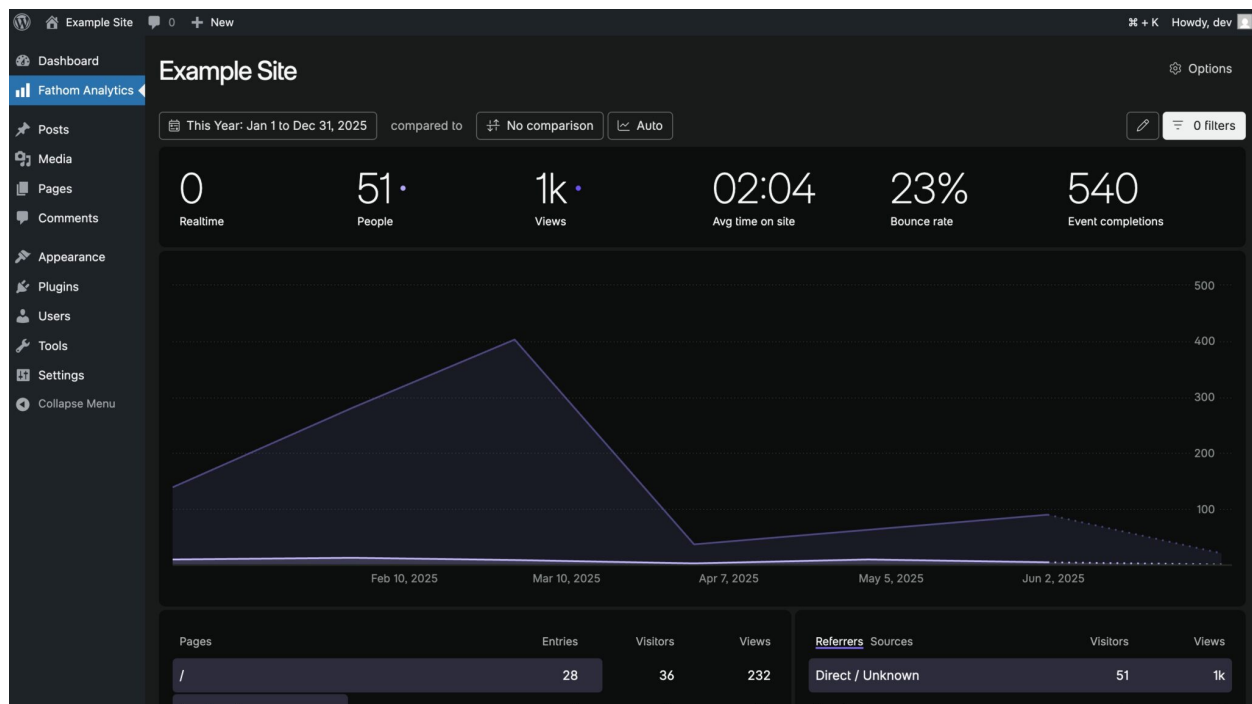 Example Site 0 New ⌘ + K Howdy, dev
Dashboard
Fathom Analytics
Posts
Media
Pages
Comments
Appearance
Plugins
Users
Tools
Settings
Collapse Menu
Example Site
Options
This Year: Jan 1 to Dec 31, 2025 compared to No comparison Auto 0 filters
0 51 1k 02:04 23% 540
Realtime People Views Avg time on site Bounce rate Event completions
500
400
300
200
100
Feb 10, 2025 Mar 10, 2025 Apr 7, 2025 May 5, 2025 Jun 2, 2025
Pages Entries Visitors Views
/ 28 36 232
Referrers Sources Visitors Views
Direct / Unknown 51 1k